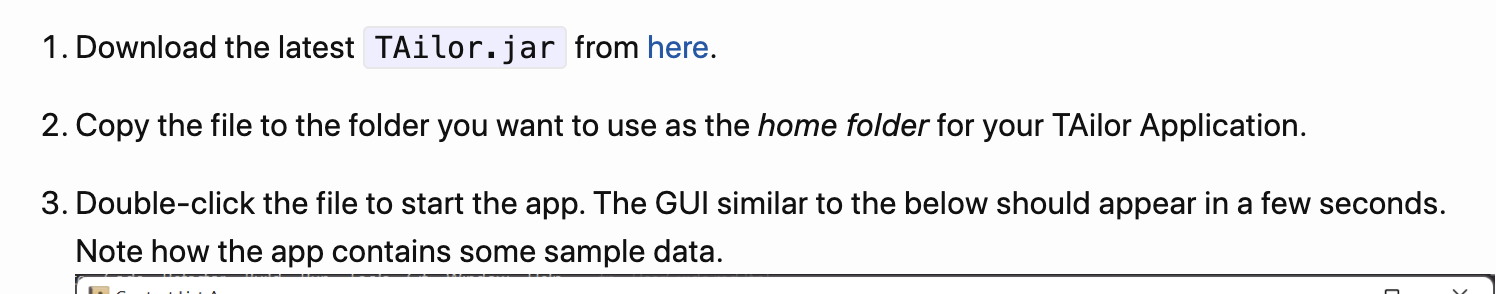 1. Download the latest TAilor.jar from here.
2. Copy the file to the folder you want to use as the home folder for your TAilor Application.
3. Double-click the file to start the app. The GUI similar to the below should appear in a few seconds.
Note how the app contains some sample data.